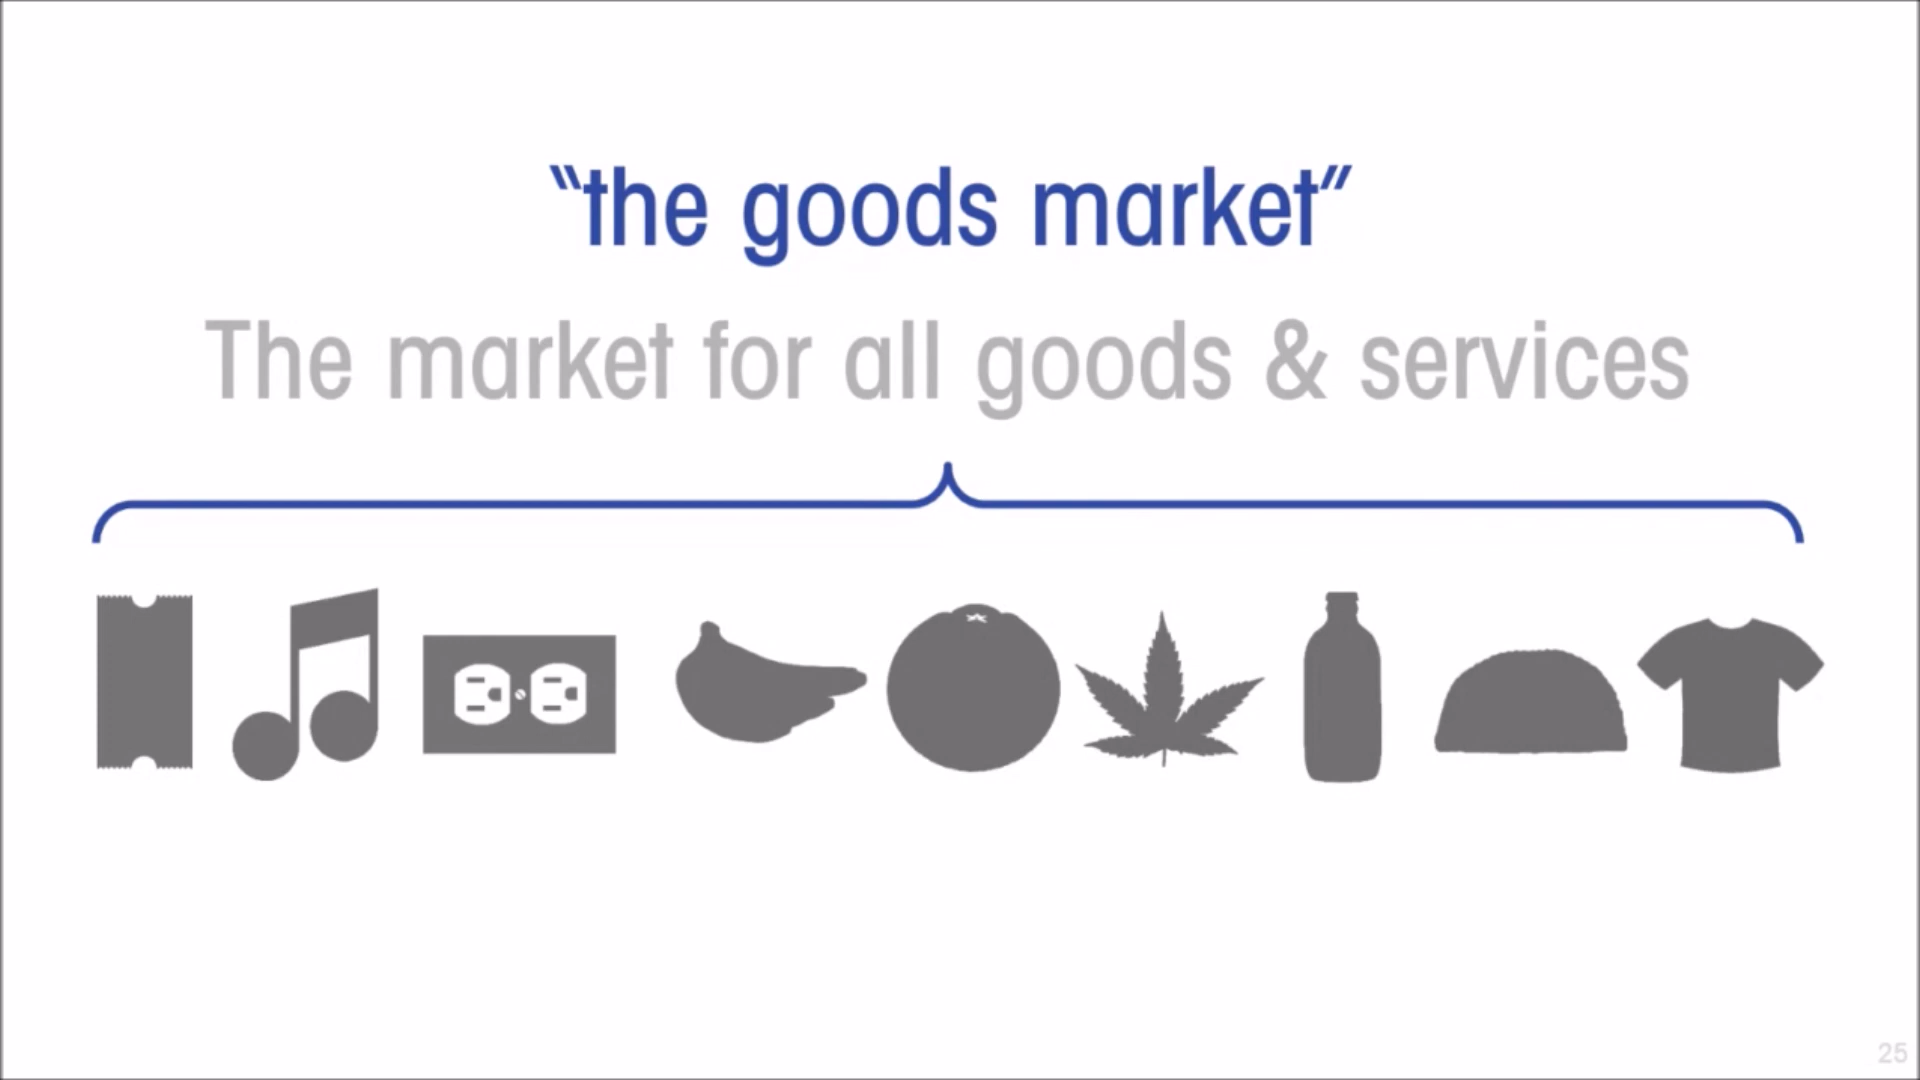 “the goods market”
The market for all goods & services
25